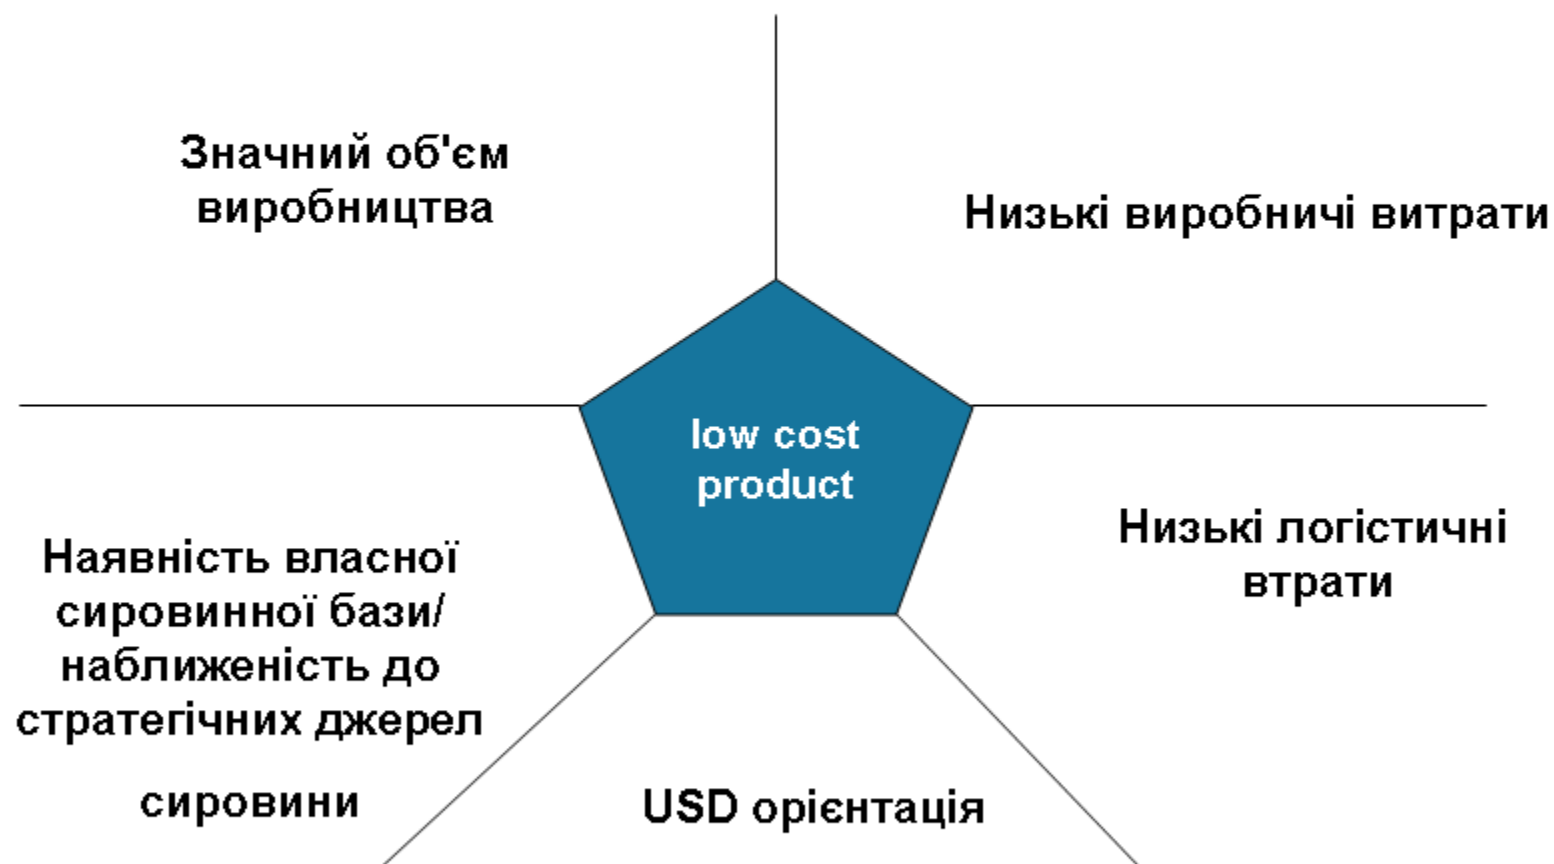 Значний об'єм
виробництва
Низькі виробничі витрати
low cost
product
Наявність власної
сировинної бази/
наближеність до
стратегічних джерел
сировини
Низькі логістичні
втрати
USD орієнтація